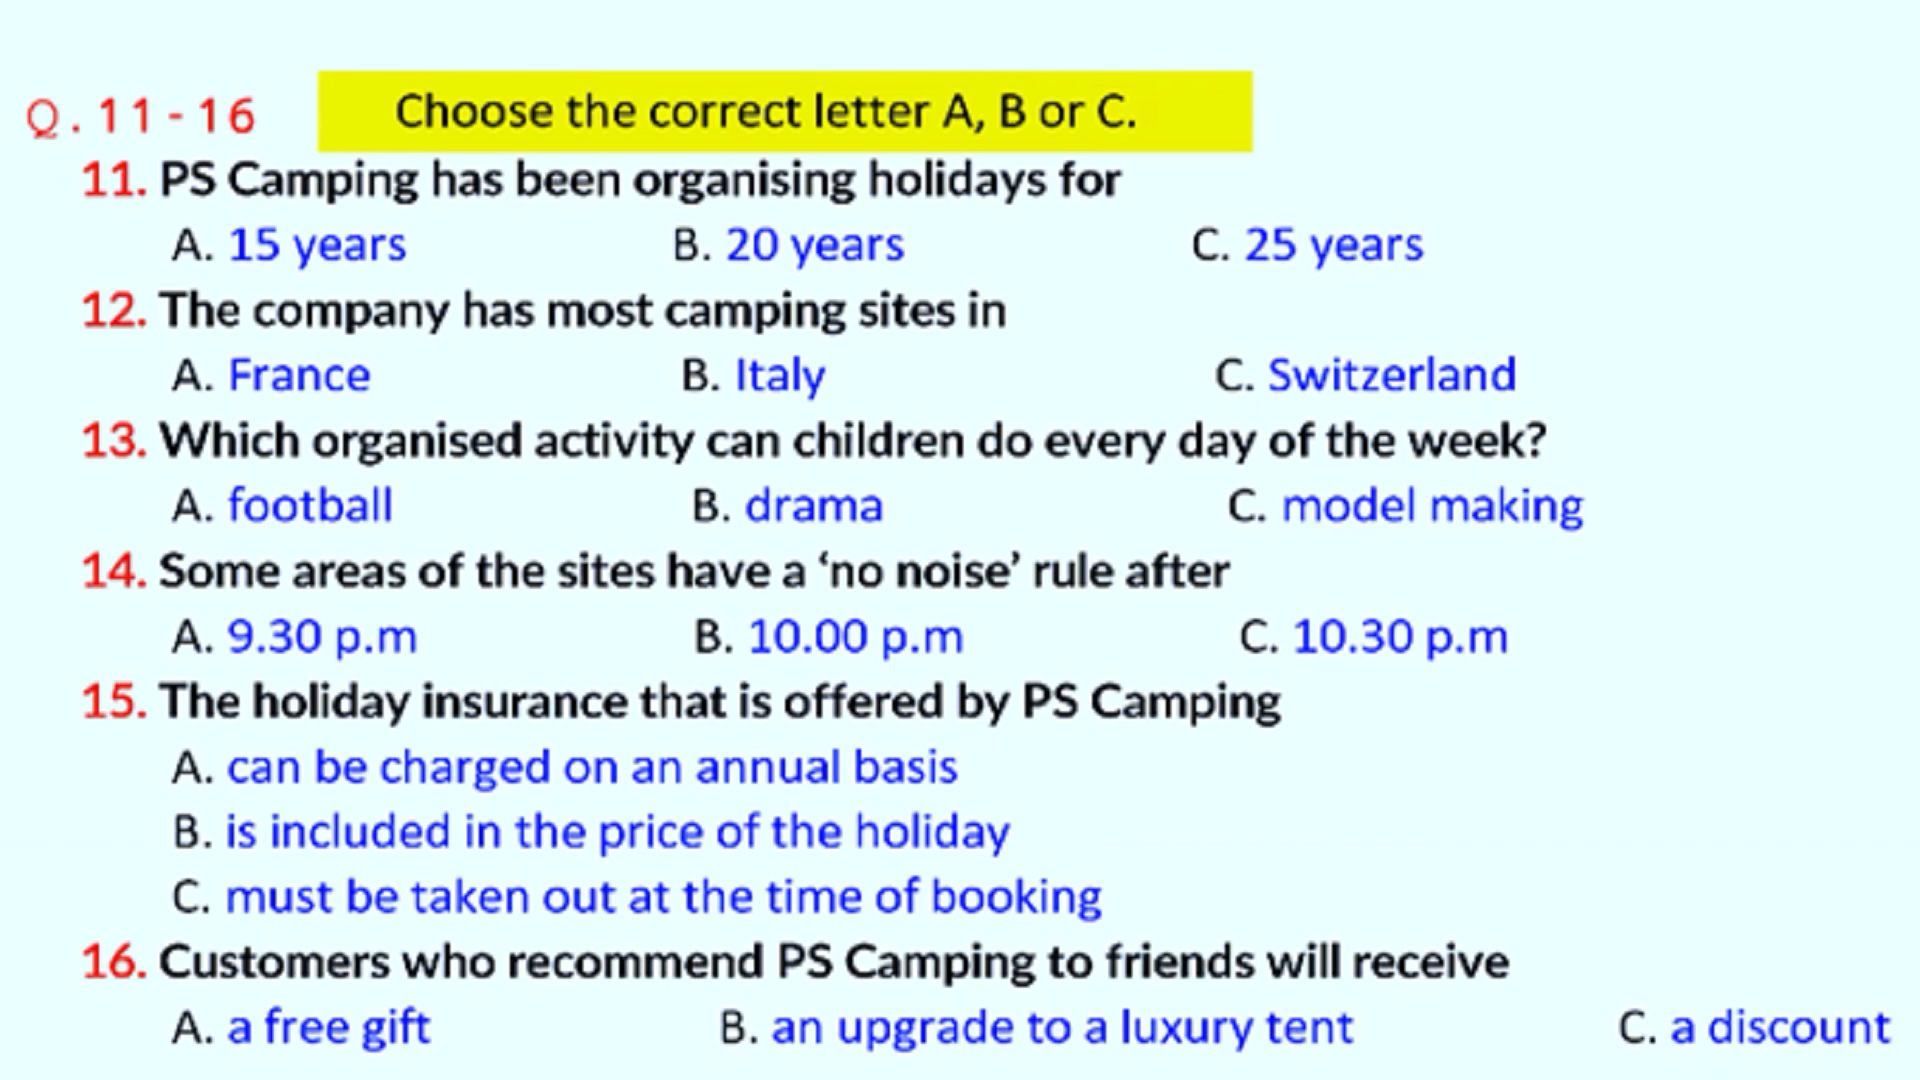 Q.11-16 Choose the correct letter A, B or C.
11. PS Camping has been organising holidays for
A. 15 years B. 20 years C. 25 years
12. The company has most camping sites in
A. France B. Italy C. Switzerland
13. Which organised activity can children do every day of the week?
A. football B. drama C. model making
14. Some areas of the sites have a ‘no noise’ rule after
A. 9.30 p.m B. 10.00 p.m C. 10.30 p.m
15. The holiday insurance that is offered by PS Camping
A. can be charged on an annual basis
B. is included in the price of the holiday
C. must be taken out at the time of booking
16. Customers who recommend PS Camping to friends will receive
A. a free gift B. an upgrade to a luxury tent C. a discount